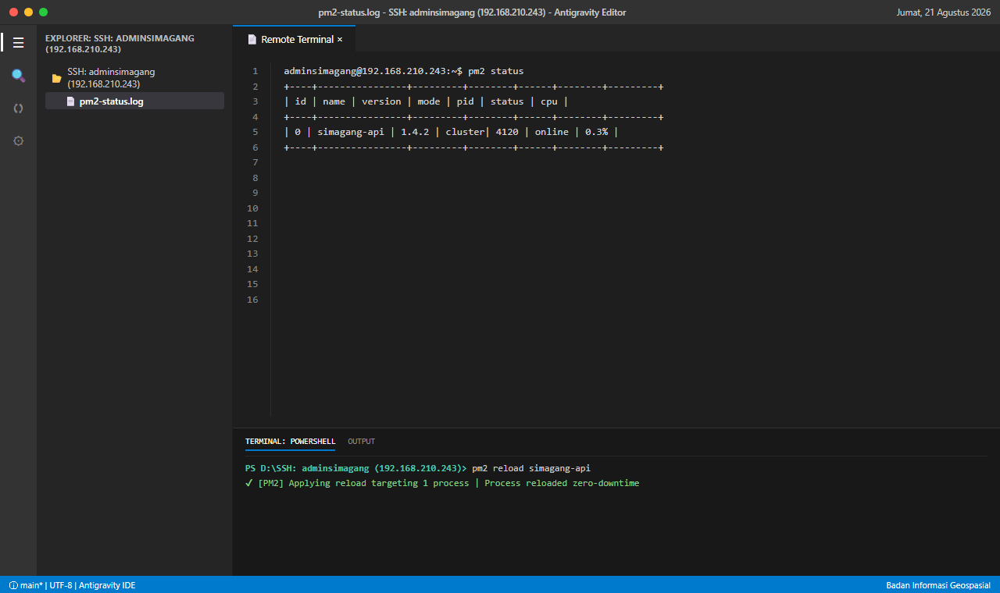 pm2-status.log - SSH: adminsimagang (192.168.210.243) - Antigravity Editor
Jumat, 21 Agustus 2026
EXPLORER: SSH: ADMINSIMAGANG
(192.168.210.243)
SSH: adminsimagang
(192.168.210.243)
pm2-status.log
Remote Terminal ×
1 adminsimagang@192.168.210.243:~$ pm2 status
2 +----+---------------+---------+--------+------+--------+---------+
3 | id | name | version | mode | pid | status | cpu |
4 +----+---------------+---------+--------+------+--------+---------+
5 | 0 | simagang-api | 1.4.2 | cluster| 4120 | online | 0.3% |
6 +----+---------------+---------+--------+------+--------+---------+
7
8
9
10
11
12
13
14
15
16
TERMINAL: POWERSHELL OUTPUT
PS D:\SSH: adminsimagang (192.168.210.243)> pm2 reload simagang-api
✓ [PM2] Applying reload targeting 1 process | Process reloaded zero-downtime
ⓘ main* | UTF-8 | Antigravity IDE
Badan Informasi Geospasial